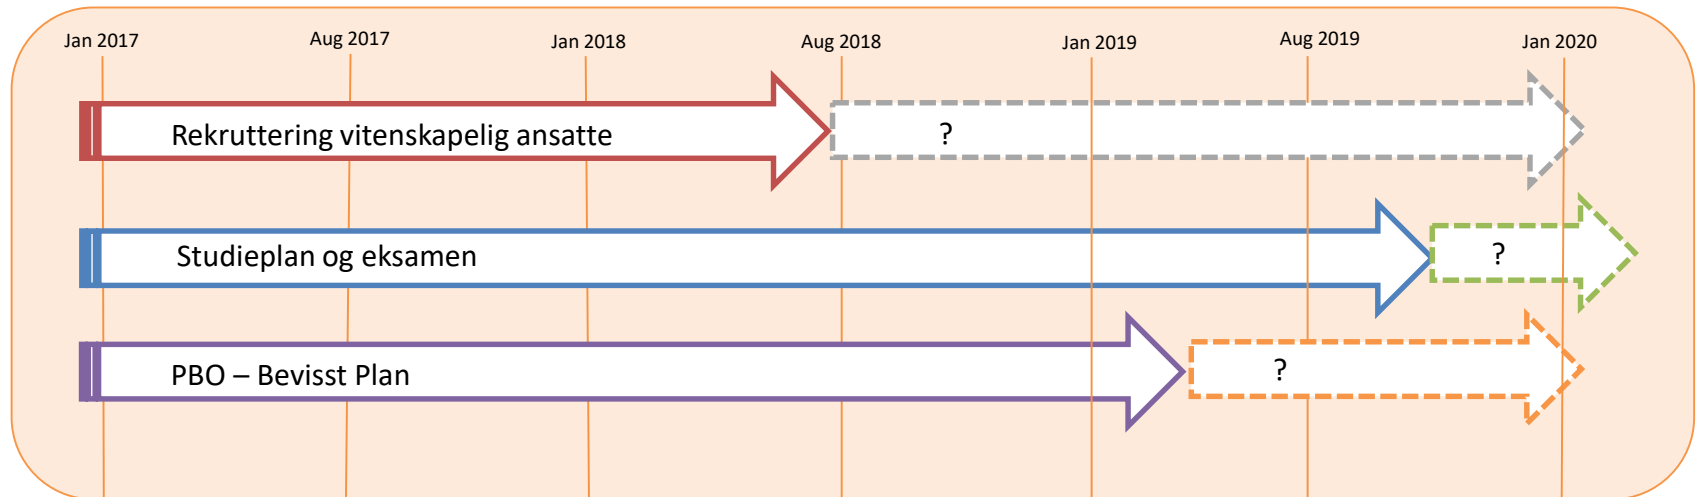 Jan 2017
Aug 2017
Jan 2018
Aug 2018
Jan 2019
Aug 2019
Jan 2020
Rekruttering vitenskapelig ansatte
?
Studieplan og eksamen
?
PBO – Bevisst Plan
?